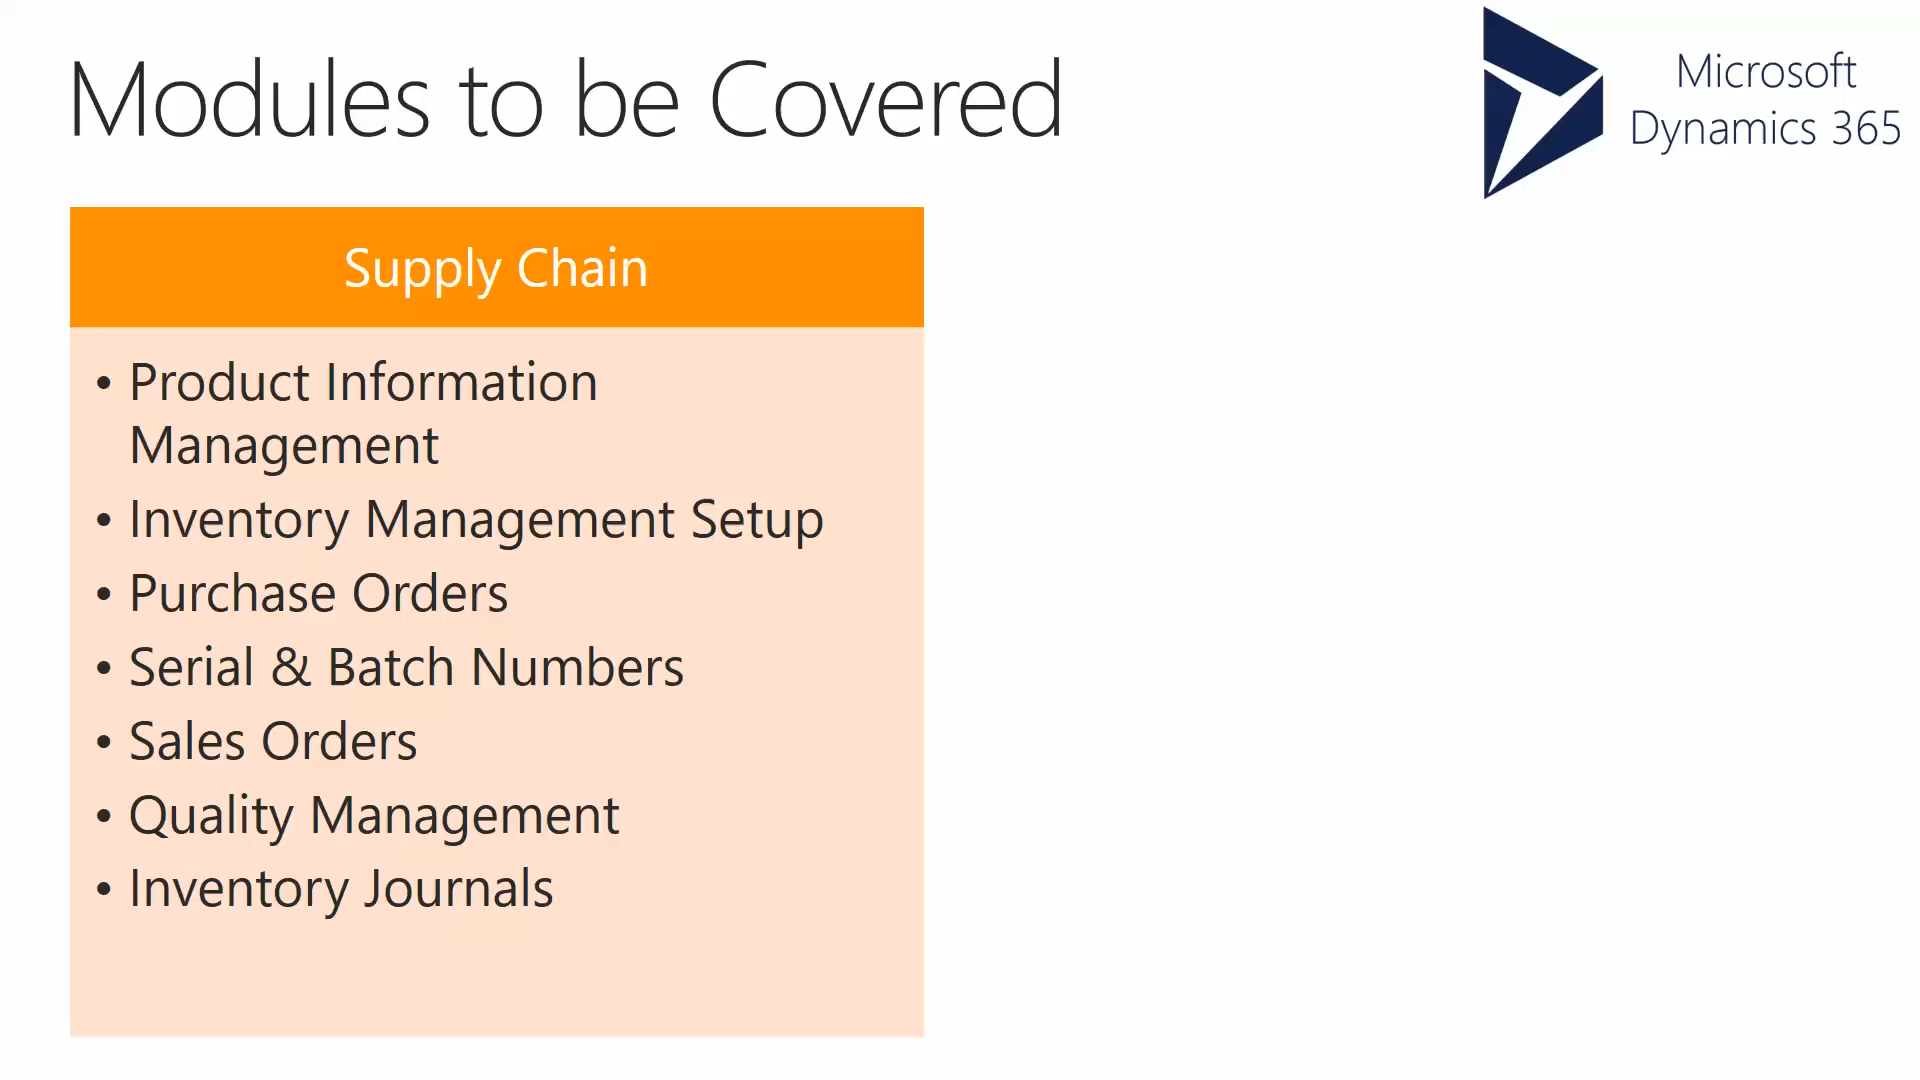 Modules to be Covered
Microsoft
Dynamics 365
Supply Chain
• Product Information
Management
• Inventory Management Setup
• Purchase Orders
• Serial & Batch Numbers
• Sales Orders
• Quality Management
• Inventory Journals